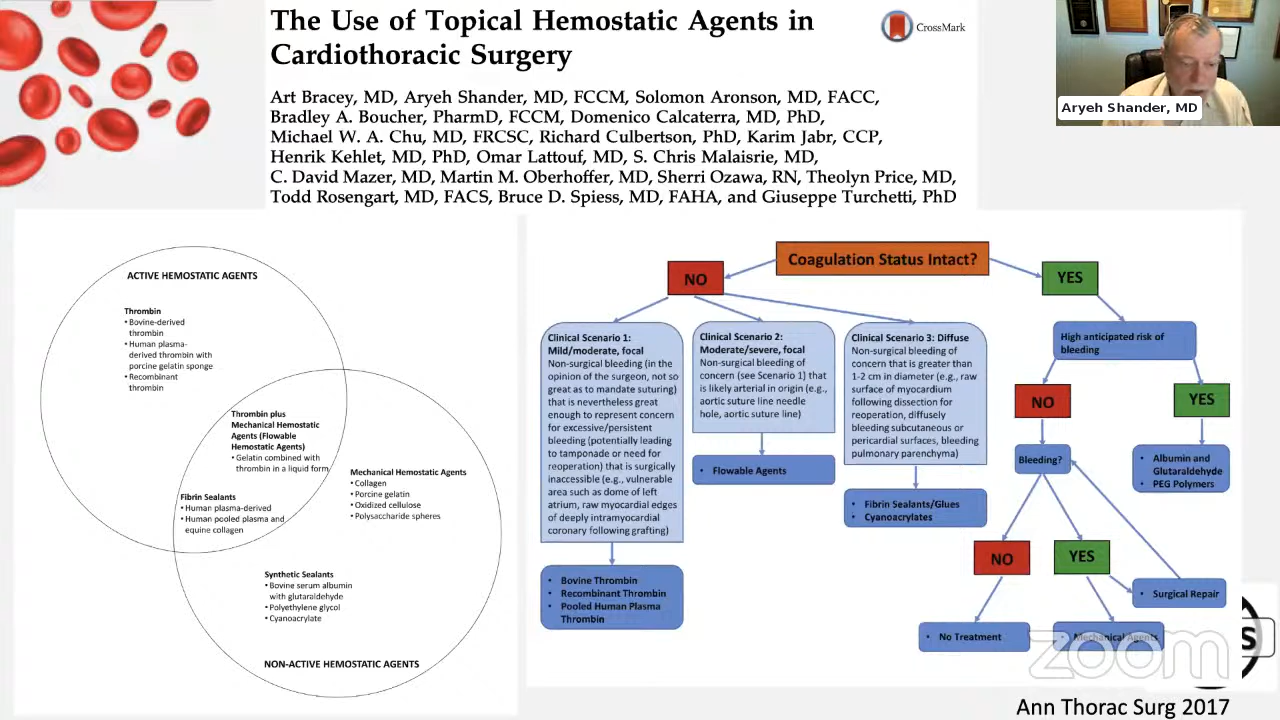 The Use of Topical Hemostatic Agents in
Cardiothoracic Surgery
CrossMark
Art Bracey, MD, Aryeh Shander, MD, FCCM, Solomon Aronson, MD, FACC,
Bradley A. Boucher, PharmD, FCCM, Domenico Calcaterra, MD, PhD,
Michael W. A. Chu, MD, FRCSC, Richard Culbertson, PhD, Karim Jabr, CCP,
Henrik Kehlet, MD, PhD, Omar Lattouf, MD, S. Chris Malaisrie, MD,
C. David Mazer, MD, Martin M. Oberhoffer, MD, Sherri Ozawa, RN, Theolyn Price, MD,
Todd Rosengart, MD, FACS, Bruce D. Spiess, MD, FAHA, and Giuseppe Turchetti, PhD
Aryeh Shander, MD
ACTIVE HEMOSTATIC AGENTS
Thrombin
• Bovine-derived
thrombin
• Human plasma-
derived thrombin with
porcine gelatin sponge
• Recombinant
thrombin
Thrombin plus
Mechanical Hemostatic
Agents (Flowable
Hemostatic Agents)
• Gelatin combined with
thrombin in a liquid form
Fibrin Sealants
• Human plasma-derived
• Human pooled plasma and
equine collagen
Mechanical Hemostatic Agents
• Collagen
• Porcine gelatin
• Oxidized cellulose
• Polysaccharide spheres
Synthetic Sealants
• Bovine serum albumin
with glutaraldehyde
• Polyethylene glycol
• Cyanoacrylate
NON-ACTIVE HEMOSTATIC AGENTS
Coagulation Status Intact?
NO
YES
Clinical Scenario 1:
Mild/moderate, focal
Non-surgical bleeding (in the
opinion of the surgeon, not so
great as to mandate suturing)
that is nevertheless great
enough to represent concern
for excessive/persistent
bleeding (potentially leading
to tamponade or need for
reoperation) that is surgically
inaccessible (e.g., vulnerable
area such as dome of left
atrium, raw myocardial edges
of deeply intramyocardial
coronary following grafting)
• Bovine Thrombin
• Recombinant Thrombin
• Pooled Human Plasma
Thrombin
Clinical Scenario 2:
Moderate/severe, focal
Non-surgical bleeding of
concern (see Scenario 1) that
is likely arterial in origin (e.g.,
aortic suture line needle
hole, aortic suture line)
• Flowable Agents
Clinical Scenario 3: Diffuse
Non-surgical bleeding of
concern that is greater than
1-2 cm in diameter (e.g., raw
surface of myocardium
following dissection for
reoperation, diffusely
bleeding subcutaneous or
pericardial surfaces, bleeding
pulmonary parenchyma)
• Fibrin Sealants/Glues
• Cyanoacrylates
High anticipated risk of
bleeding
NO
YES
Bleeding?
• Albumin and
Glutaraldehyde
• PEG Polymers
NO
YES
• Surgical Repair
• No Treatment
• Mechanical Agents
zoom
Ann Thorac Surg 2017